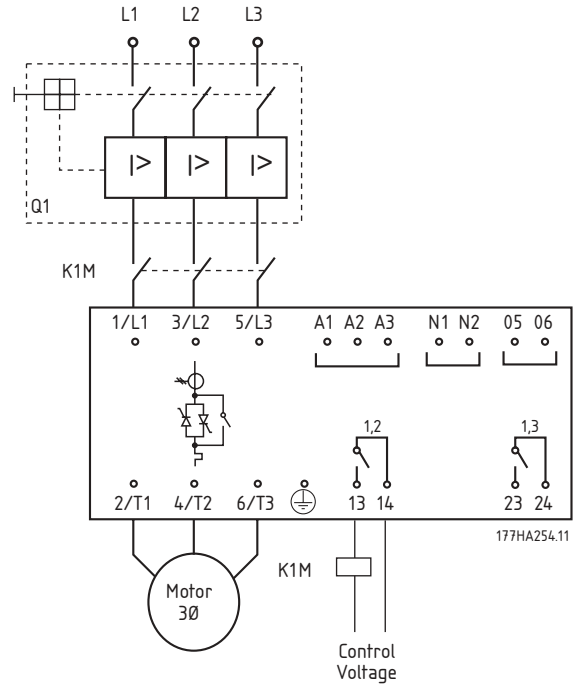 L1 L2 L3
I> I> I>
Q1
K1M
1/L1 3/L2 5/L3 A1 A2 A3 N1 N2 05 06
1,2 1,3
2/T1 4/T2 6/T3 13 14 23 24
177HA254.11
K1M
Motor
3Ø
Control
Voltage